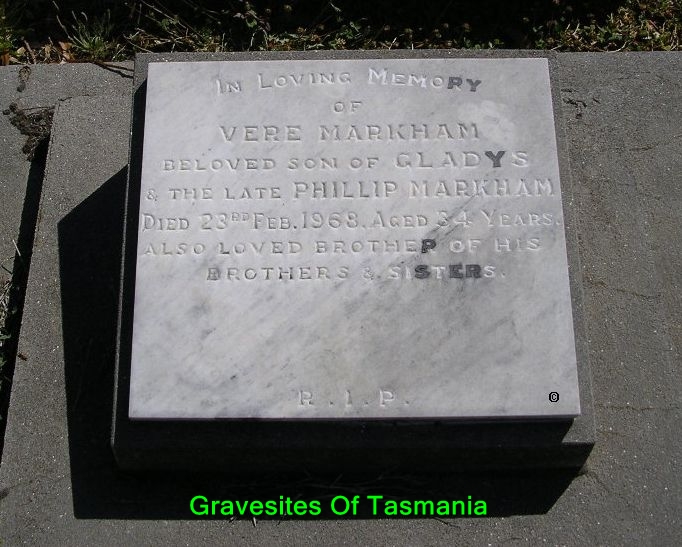 In Loving Memory
OF
VERE MARKHAM
BELOVED SON OF GLADYS
& THE LATE PHILLIP MARKHAM
DIED 23RD FEB. 1968. AGED 34 YEARS.
ALSO LOVED BROTHER OF HIS
BROTHERS & SISTERS.
R.I.P.
©
Gravesites Of Tasmania